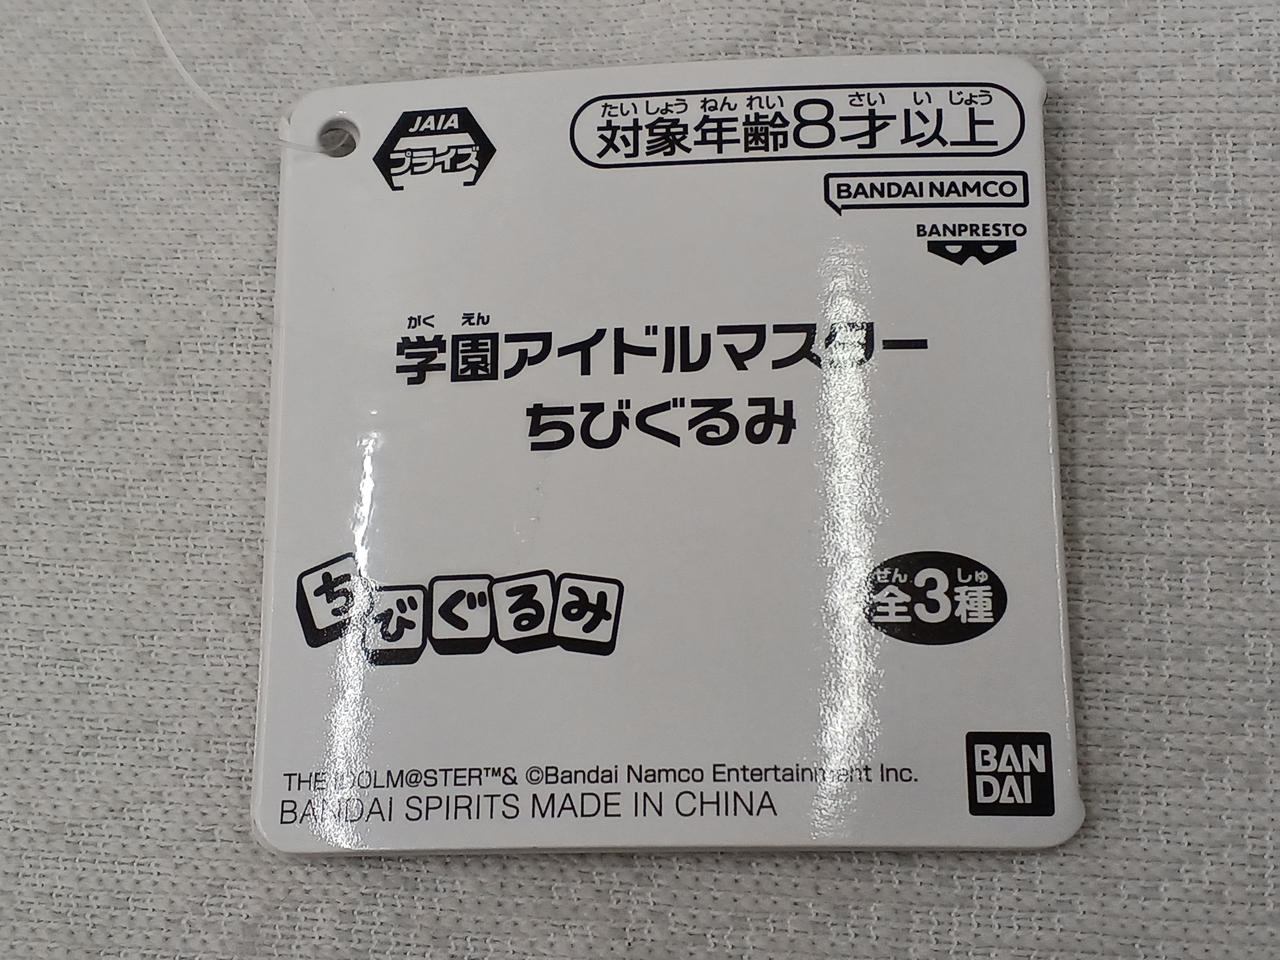 JAIA
プライズ
たいしょうねんれい さいいじょう
対象年齢8才以上
BANDAI NAMCO
BANPRESTO
がくえん
学園アイドルマスター
ちびぐるみ
ちびぐるみ
ぜん しゅ
全3種
BAN
DAI
THE IDOLM@STER™& ©Bandai Namco Entertainment Inc.
BANDAI SPIRITS MADE IN CHINA